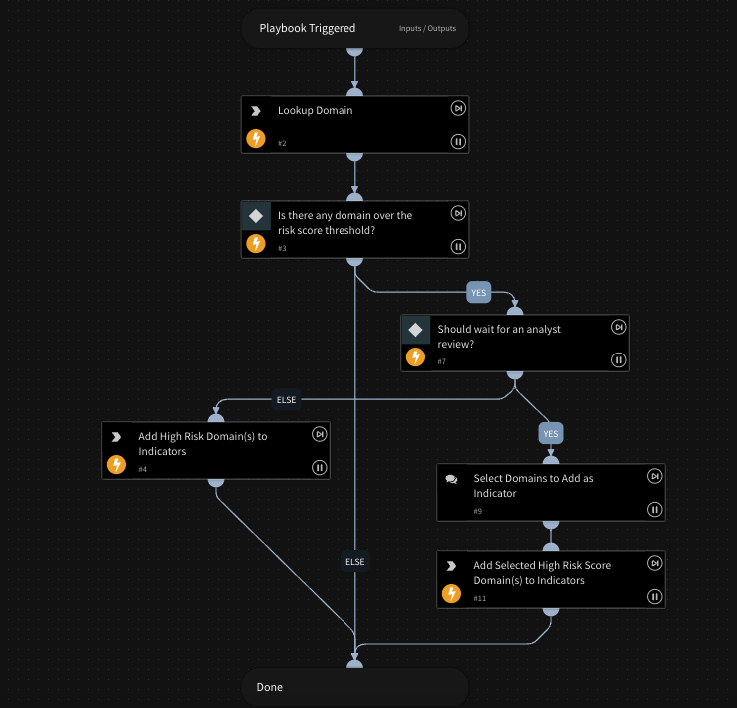 Playbook Triggered
Inputs / Outputs
Lookup Domain
#2
Is there any domain over the
risk score threshold?
#3
YES
Should wait for an analyst
review?
#7
ELSE
YES
Add High Risk Domain(s) to
Indicators
#4
Select Domains to Add as
Indicator
#9
ELSE
Add Selected High Risk Score
Domain(s) to Indicators
#11
Done